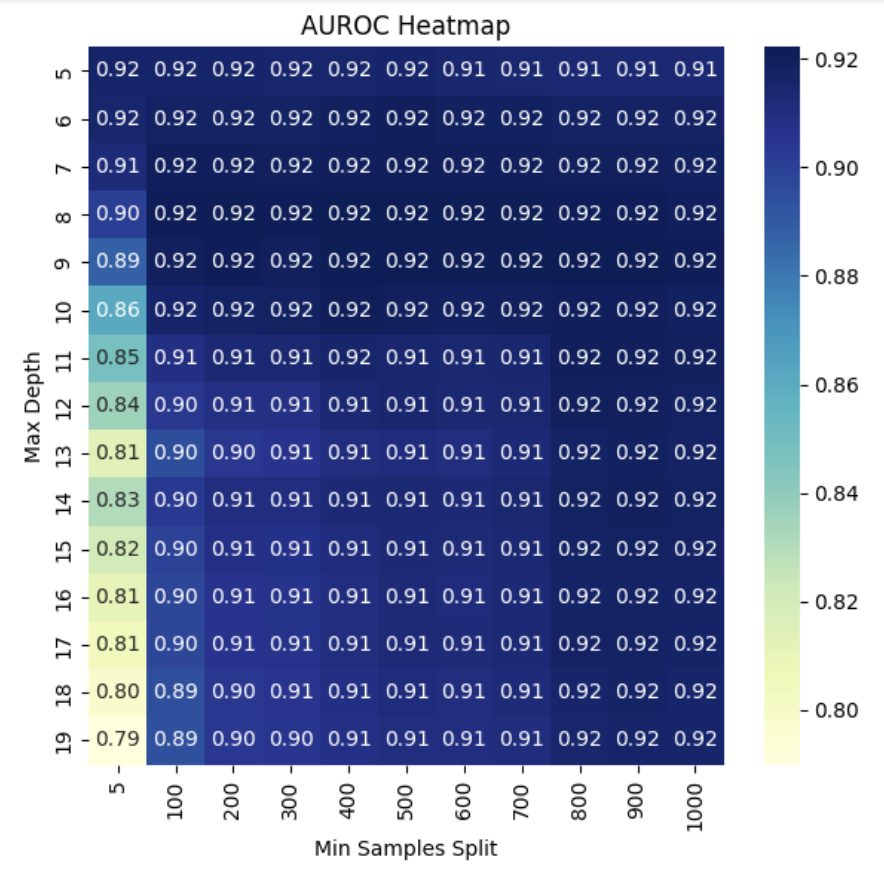 AUROC Heatmap
5 0.92 0.92 0.92 0.92 0.92 0.92 0.91 0.91 0.91 0.91 0.91
6 0.92 0.92 0.92 0.92 0.92 0.92 0.92 0.92 0.92 0.92 0.92
7 0.91 0.92 0.92 0.92 0.92 0.92 0.92 0.92 0.92 0.92 0.92
8 0.90 0.92 0.92 0.92 0.92 0.92 0.92 0.92 0.92 0.92 0.92
9 0.89 0.92 0.92 0.92 0.92 0.92 0.92 0.92 0.92 0.92 0.92
10 0.86 0.92 0.92 0.92 0.92 0.92 0.92 0.92 0.92 0.92 0.92
11 0.85 0.91 0.91 0.91 0.92 0.91 0.91 0.91 0.92 0.92 0.92
12 0.84 0.90 0.91 0.91 0.91 0.91 0.91 0.91 0.92 0.92 0.92
13 0.81 0.90 0.90 0.91 0.91 0.91 0.91 0.91 0.92 0.92 0.92
14 0.83 0.90 0.91 0.91 0.91 0.91 0.91 0.91 0.92 0.92 0.92
15 0.82 0.90 0.91 0.91 0.91 0.91 0.91 0.91 0.92 0.92 0.92
16 0.81 0.90 0.91 0.91 0.91 0.91 0.91 0.91 0.92 0.92 0.92
17 0.81 0.90 0.91 0.91 0.91 0.91 0.91 0.91 0.92 0.92 0.92
18 0.80 0.89 0.90 0.91 0.91 0.91 0.91 0.91 0.92 0.92 0.92
19 0.79 0.89 0.90 0.90 0.91 0.91 0.91 0.91 0.92 0.92 0.92
5 100 200 300 400 500 600 700 800 900 1000
Min Samples Split
Max Depth
0.92
0.90
0.88
0.86
0.84
0.82
0.80